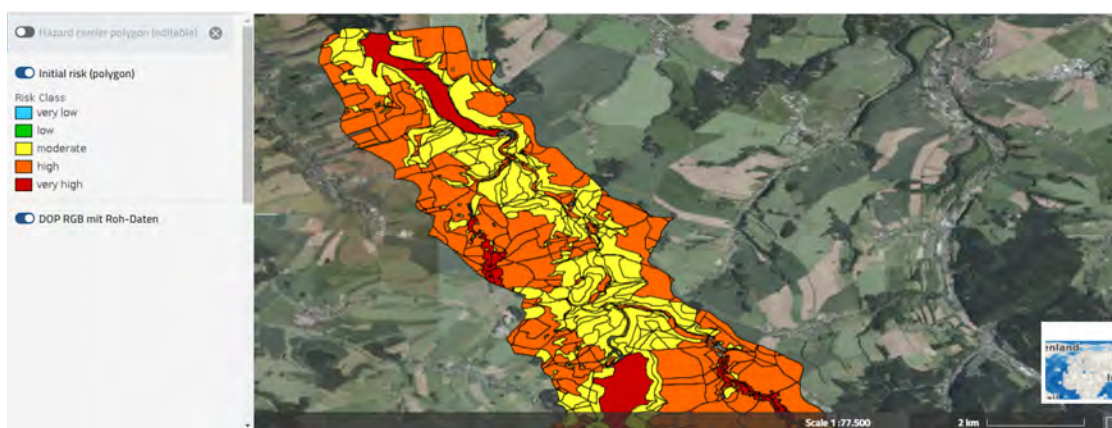 Hazard carrier polygon (editable)
Initial risk (polygon)
Risk Class
very low
low
moderate
high
very high
DOP RGB mit Roh-Daten
Scale 1 :77.500
2 km
enland